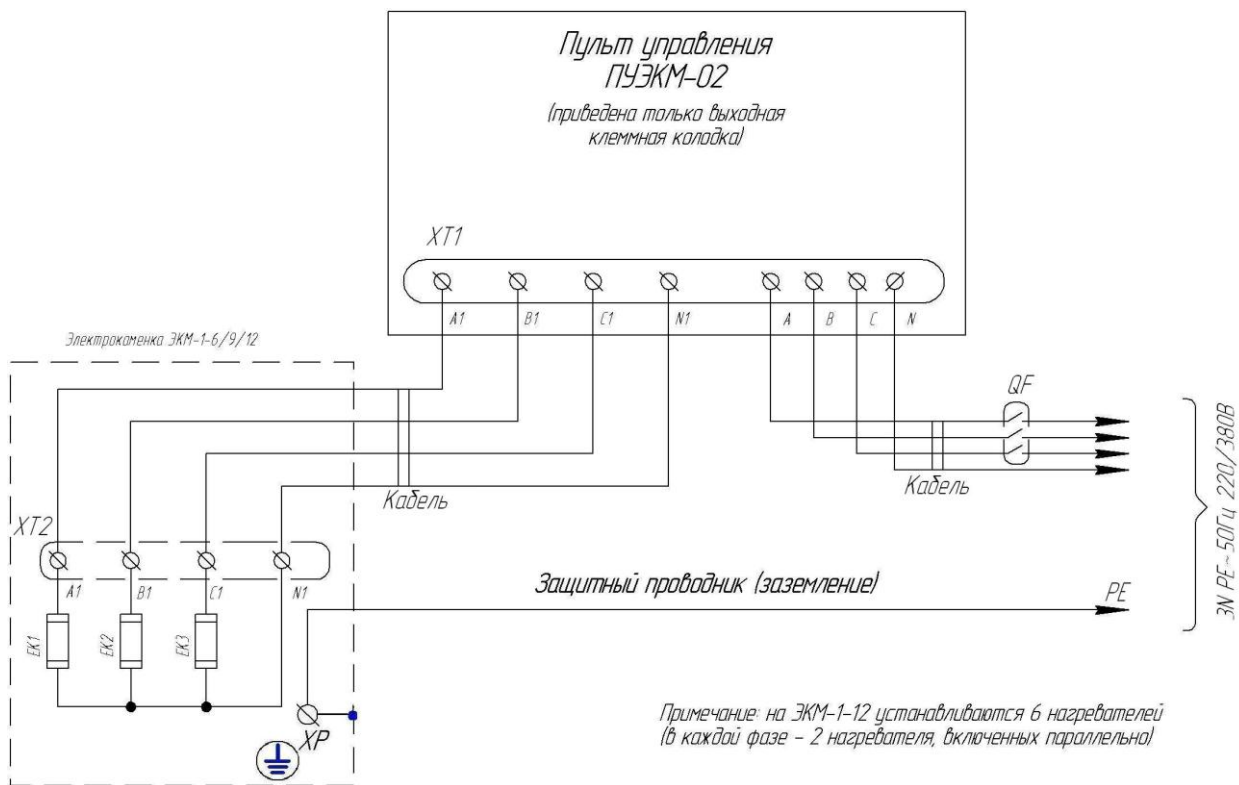 Пульт управления
ПУЭКМ-02
(приведена только выходная
клеммная колодка)
XT1
A1 B1 C1 N1 A B C N
Электрокаменка ЭКМ-1-6/9/12
QF
Кабель
Кабель
3N PE~50Гц 220/380В
XT2
A1 B1 C1 N1
EK1 EK2 EK3
Защитный проводник (заземление)
PE
XP
Примечание: на ЭКМ-1-12 устанавливаются 6 нагревателей
(в каждой фазе - 2 нагревателя, включенных параллельно)